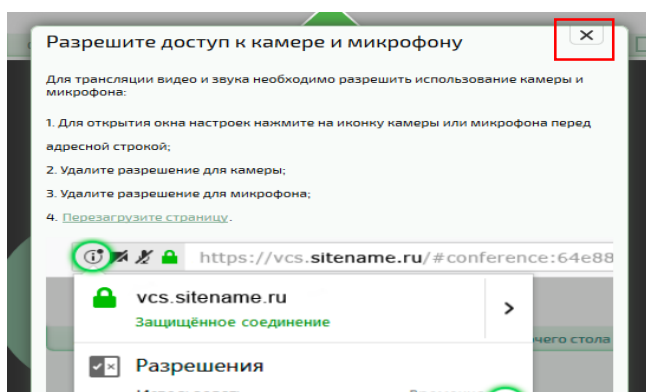 Разрешите доступ к камере и микрофону
Для трансляции видео и звука необходимо разрешить использование камеры и
микрофона:
1. Для открытия окна настроек нажмите на иконку камеры или микрофона перед
адресной строкой;
2. Удалите разрешение для камеры;
3. Удалите разрешение для микрофона;
4. Перезагрузите страницу.
https://vcs.sitename.ru/#conference:64e88
vcs.sitename.ru
Защищённое соединение
чего стола
Разрешения